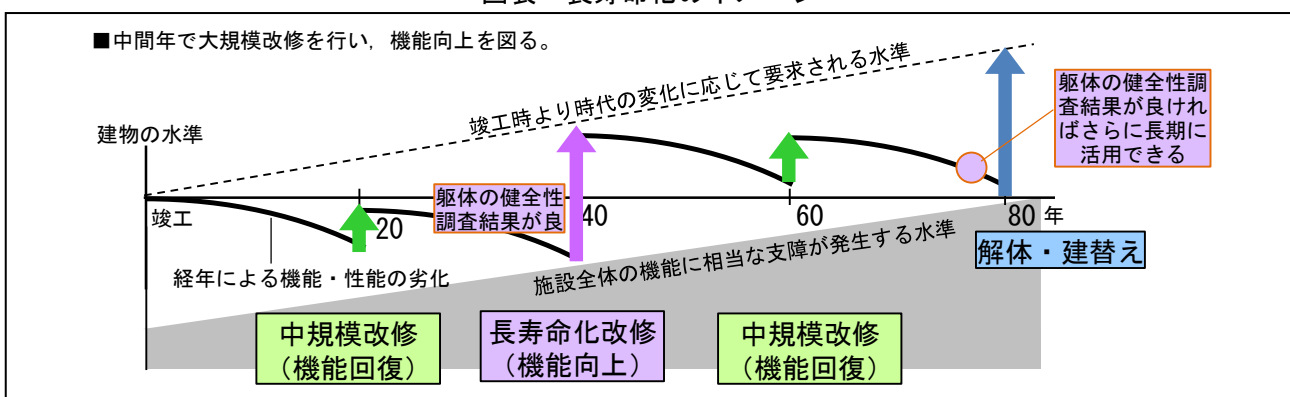 ■中間年で大規模改修を行い，機能向上を図る。
竣工時より時代の変化に応じて要求される水準
躯体の健全性調
査結果が良けれ
ばさらに長期に
活用できる
建物の水準
竣工
20
躯体の健全性
調査結果が良
40
60
80 年
経年による機能・性能の劣化
施設全体の機能に相当な支障が発生する水準
解体・建替え
中規模改修
（機能回復）
長寿命化改修
（機能向上）
中規模改修
（機能回復）